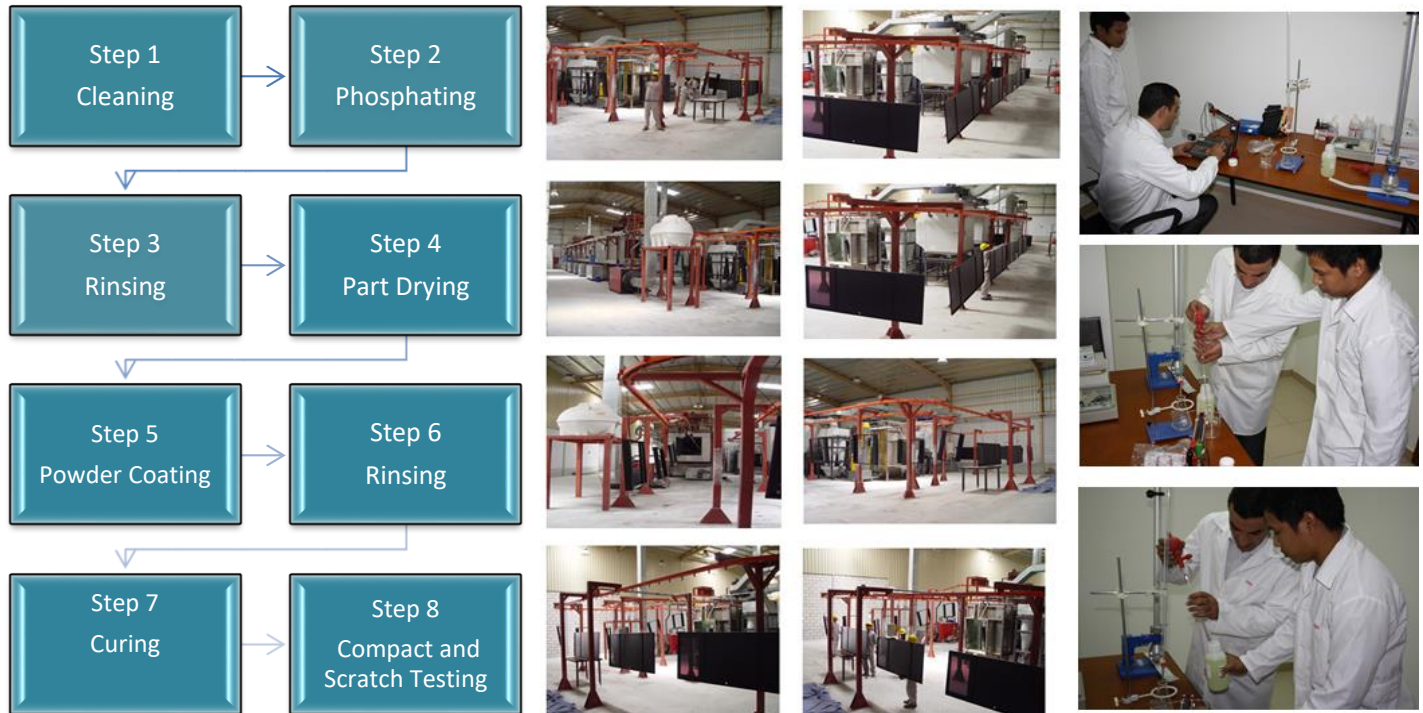 Step 1
Cleaning
Step 2
Phosphating
Step 3
Rinsing
Step 4
Part Drying
Step 5
Powder Coating
Step 6
Rinsing
Step 7
Curing
Step 8
Compact and
Scratch Testing